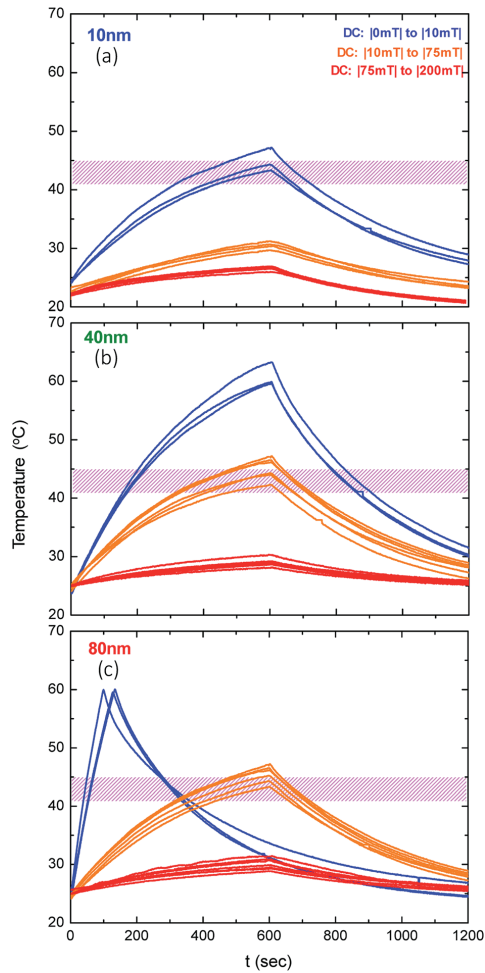 10nm
(a)
DC: |0mT| to |10mT|
DC: |10mT| to |75mT|
DC: |75mT| to |200mT|
70
60
50
40
30
20
40nm
(b)
70
60
50
40
30
20
Temperature (ºC)
80nm
(c)
70
60
50
40
30
20
0 200 400 600 800 1000 1200
t (sec)